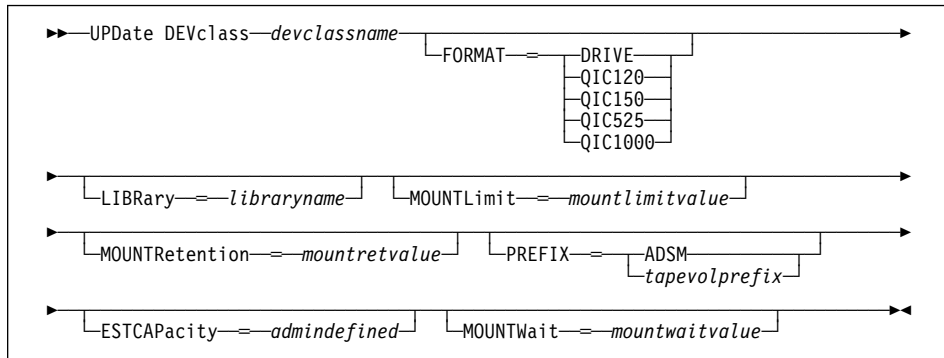 UPDate DEVclass devclassname
FORMAT = DRIVE
QIC120
QIC150
QIC525
QIC1000
LIBRary = libraryname MOUNTLimit = mountlimitvalue
MOUNTRetention = mountretvalue PREFIX = ADSM
tapevolprefix
ESTCAPacity = admindefined MOUNTWait = mountwaitvalue